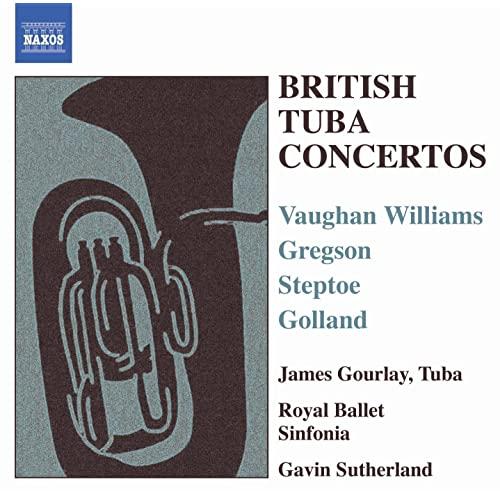 NAXOS
BRITISH
TUBA
CONCERTOS
Vaughan Williams
Gregson
Steptoe
Golland
James Gourlay, Tuba
Royal Ballet
Sinfonia
Gavin Sutherland